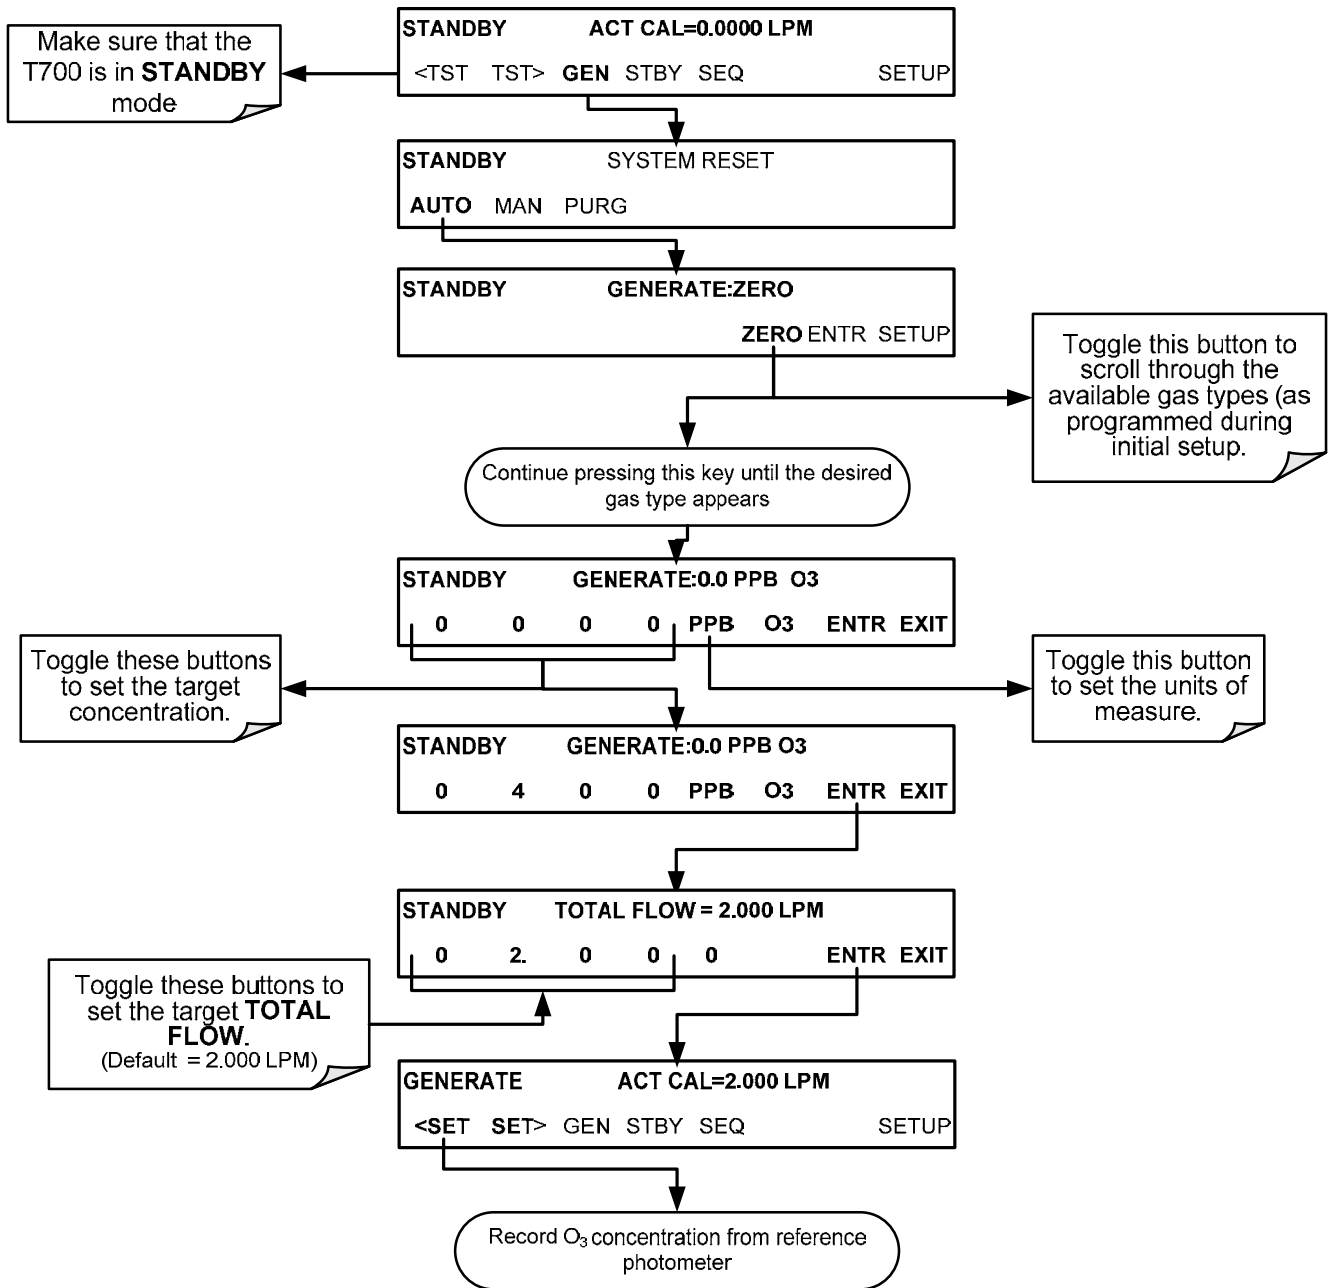 STANDBY ACT CAL=0.0000 LPM
<TST TST> GEN STBY SEQ SETUP
Make sure that the
T700 is in STANDBY
mode
STANDBY SYSTEM RESET
AUTO MAN PURG
STANDBY GENERATE:ZERO
ZERO ENTR SETUP
Toggle this button to
scroll through the
available gas types (as
programmed during
initial setup.
Continue pressing this key until the desired
gas type appears
STANDBY GENERATE:0.0 PPB O3
0 0 0 0 PPB O3 ENTR EXIT
Toggle these buttons
to set the target
concentration.
Toggle this button
to set the units of
measure.
STANDBY GENERATE:0.0 PPB O3
0 4 0 0 PPB O3 ENTR EXIT
STANDBY TOTAL FLOW = 2.000 LPM
0 2. 0 0 0 ENTR EXIT
Toggle these buttons to
set the target TOTAL
FLOW.
(Default = 2.000 LPM)
GENERATE ACT CAL=2.000 LPM
<SET SET> GEN STBY SEQ SETUP
Record O3 concentration from reference
photometer